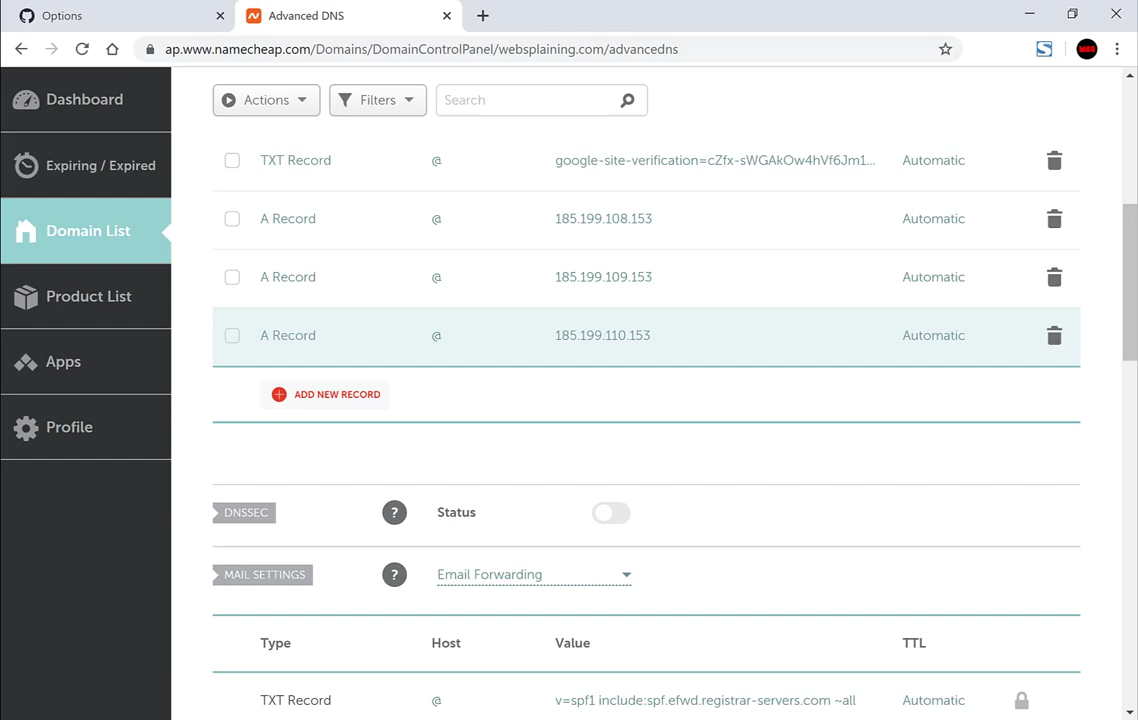 Options
Advanced DNS
ap.www.namecheap.com/Domains/DomainControlPanel/websplaining.com/advancedns
Dashboard
Expiring / Expired
Domain List
Product List
Apps
Profile
Actions Filters Search
TXT Record @ google-site-verification=cZfx-sWGAkOw4hVf6Jm1... Automatic
A Record @ 185.199.108.153 Automatic
A Record @ 185.199.109.153 Automatic
A Record @ 185.199.110.153 Automatic
ADD NEW RECORD
DNSSEC ? Status
MAIL SETTINGS ? Email Forwarding
Type Host Value TTL
TXT Record @ v=spf1 include:spf.efwd.registrar-servers.com ~all Automatic